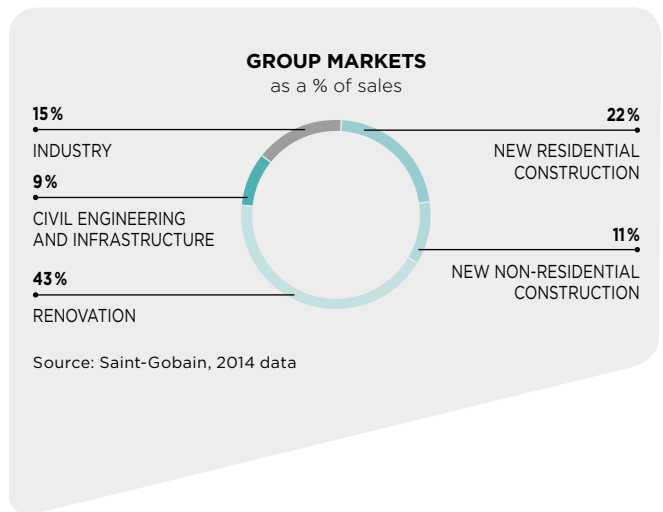 GROUP MARKETS
as a % of sales
15%
INDUSTRY
9%
CIVIL ENGINEERING
AND INFRASTRUCTURE
43%
RENOVATION
22%
NEW RESIDENTIAL
CONSTRUCTION
11%
NEW NON-RESIDENTIAL
CONSTRUCTION
Source: Saint-Gobain, 2014 data